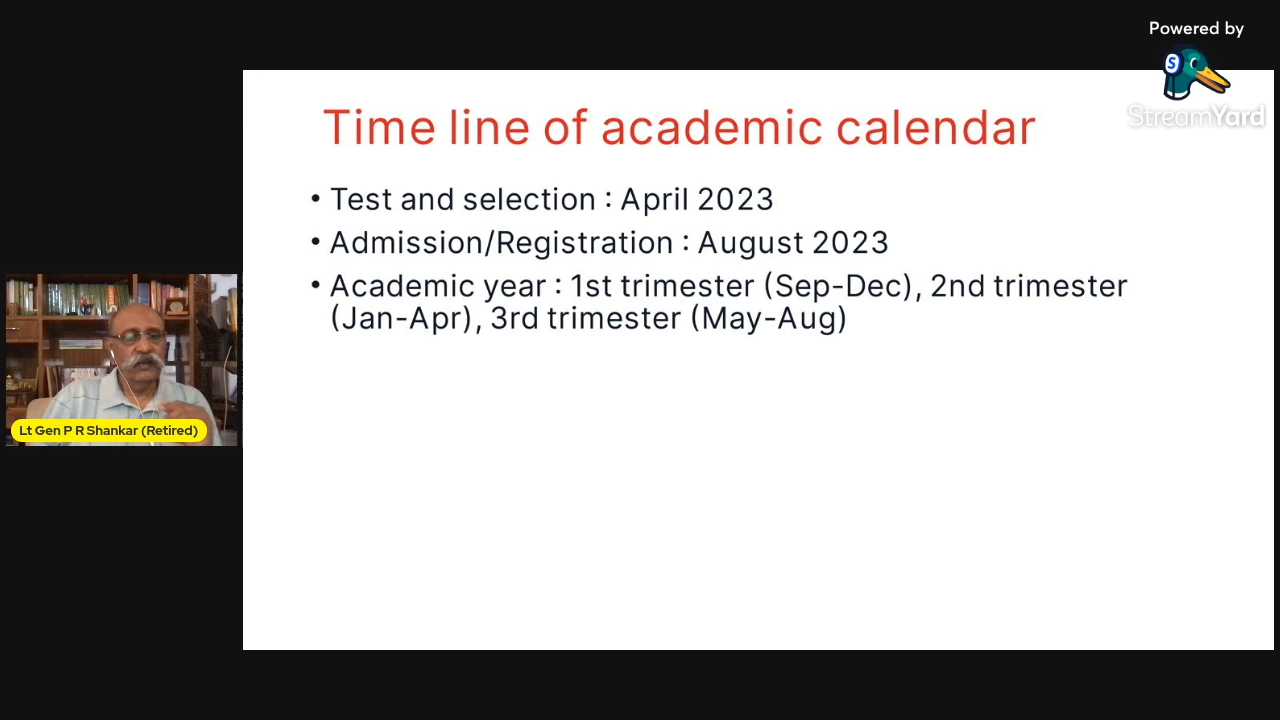 Powered by
StreamYard
Time line of academic calendar
• Test and selection : April 2023
• Admission/Registration : August 2023
• Academic year : 1st trimester (Sep-Dec), 2nd trimester
(Jan-Apr), 3rd trimester (May-Aug)
Lt Gen P R Shankar (Retired)